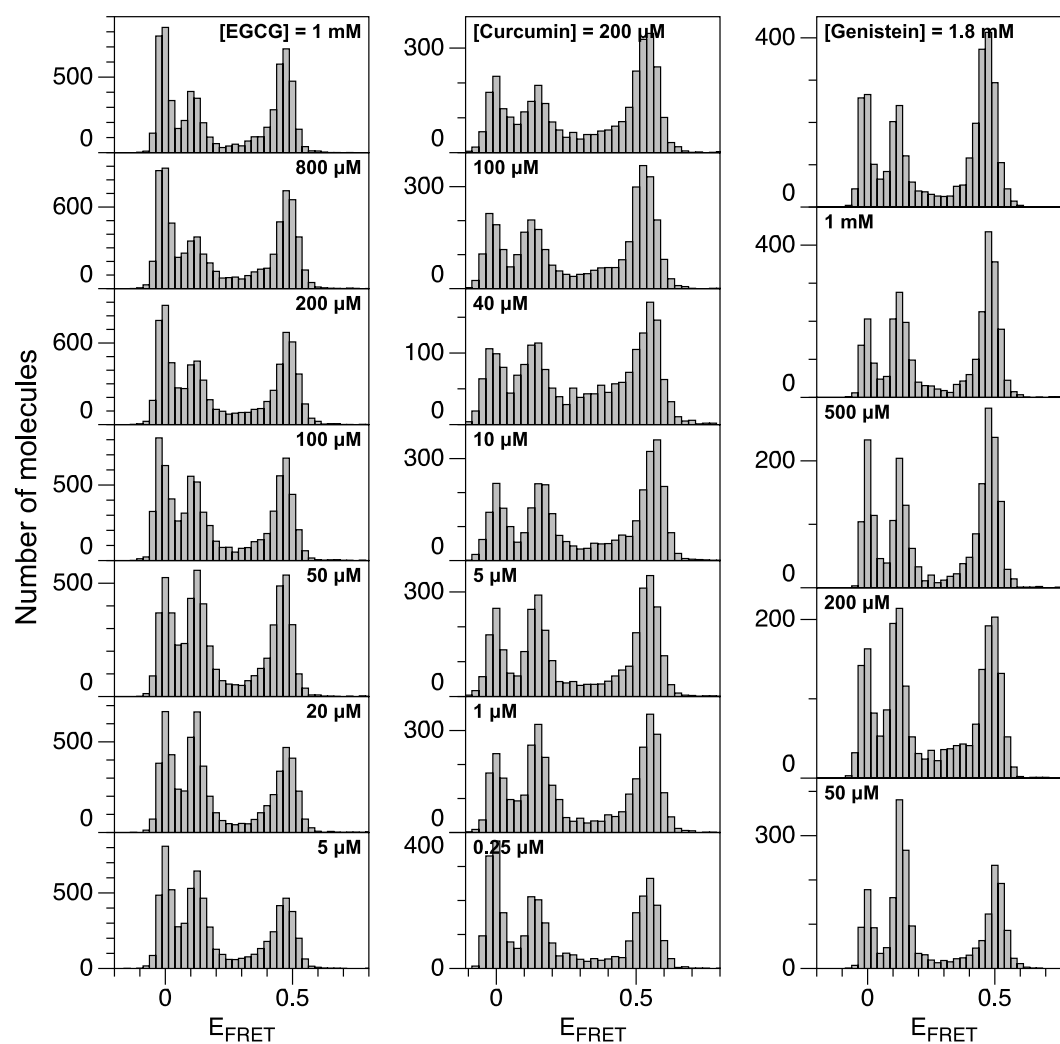 Number of molecules
[EGCG] = 1 mM
500
0
800 µM
600
0
200 µM
600
0
100 µM
500
0
50 µM
500
0
20 µM
500
0
5 µM
500
0
0 0.5
E_FRET
[Curcumin] = 200 µM
300
0
100 µM
300
0
40 µM
100
0
10 µM
300
0
5 µM
300
0
1 µM
300
0
0.25 µM
400
0
0 0.5
E_FRET
[Genistein] = 1.8 mM
400
0
1 mM
400
0
500 µM
200
0
200 µM
200
0
50 µM
300
0
0 0.5
E_FRET